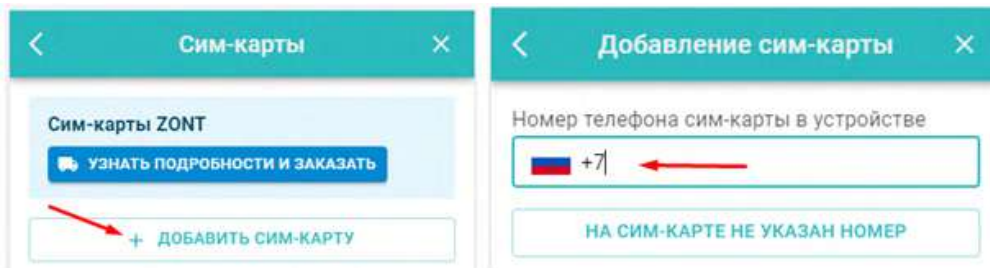 Сим-карты
Сим-карты ZONT
УЗНАТЬ ПОДРОБНОСТИ И ЗАКАЗАТЬ
+ ДОБАВИТЬ СИМ-КАРТУ
Добавление сим-карты
Номер телефона сим-карты в устройстве
+7
НА СИМ-КАРТЕ НЕ УКАЗАН НОМЕР